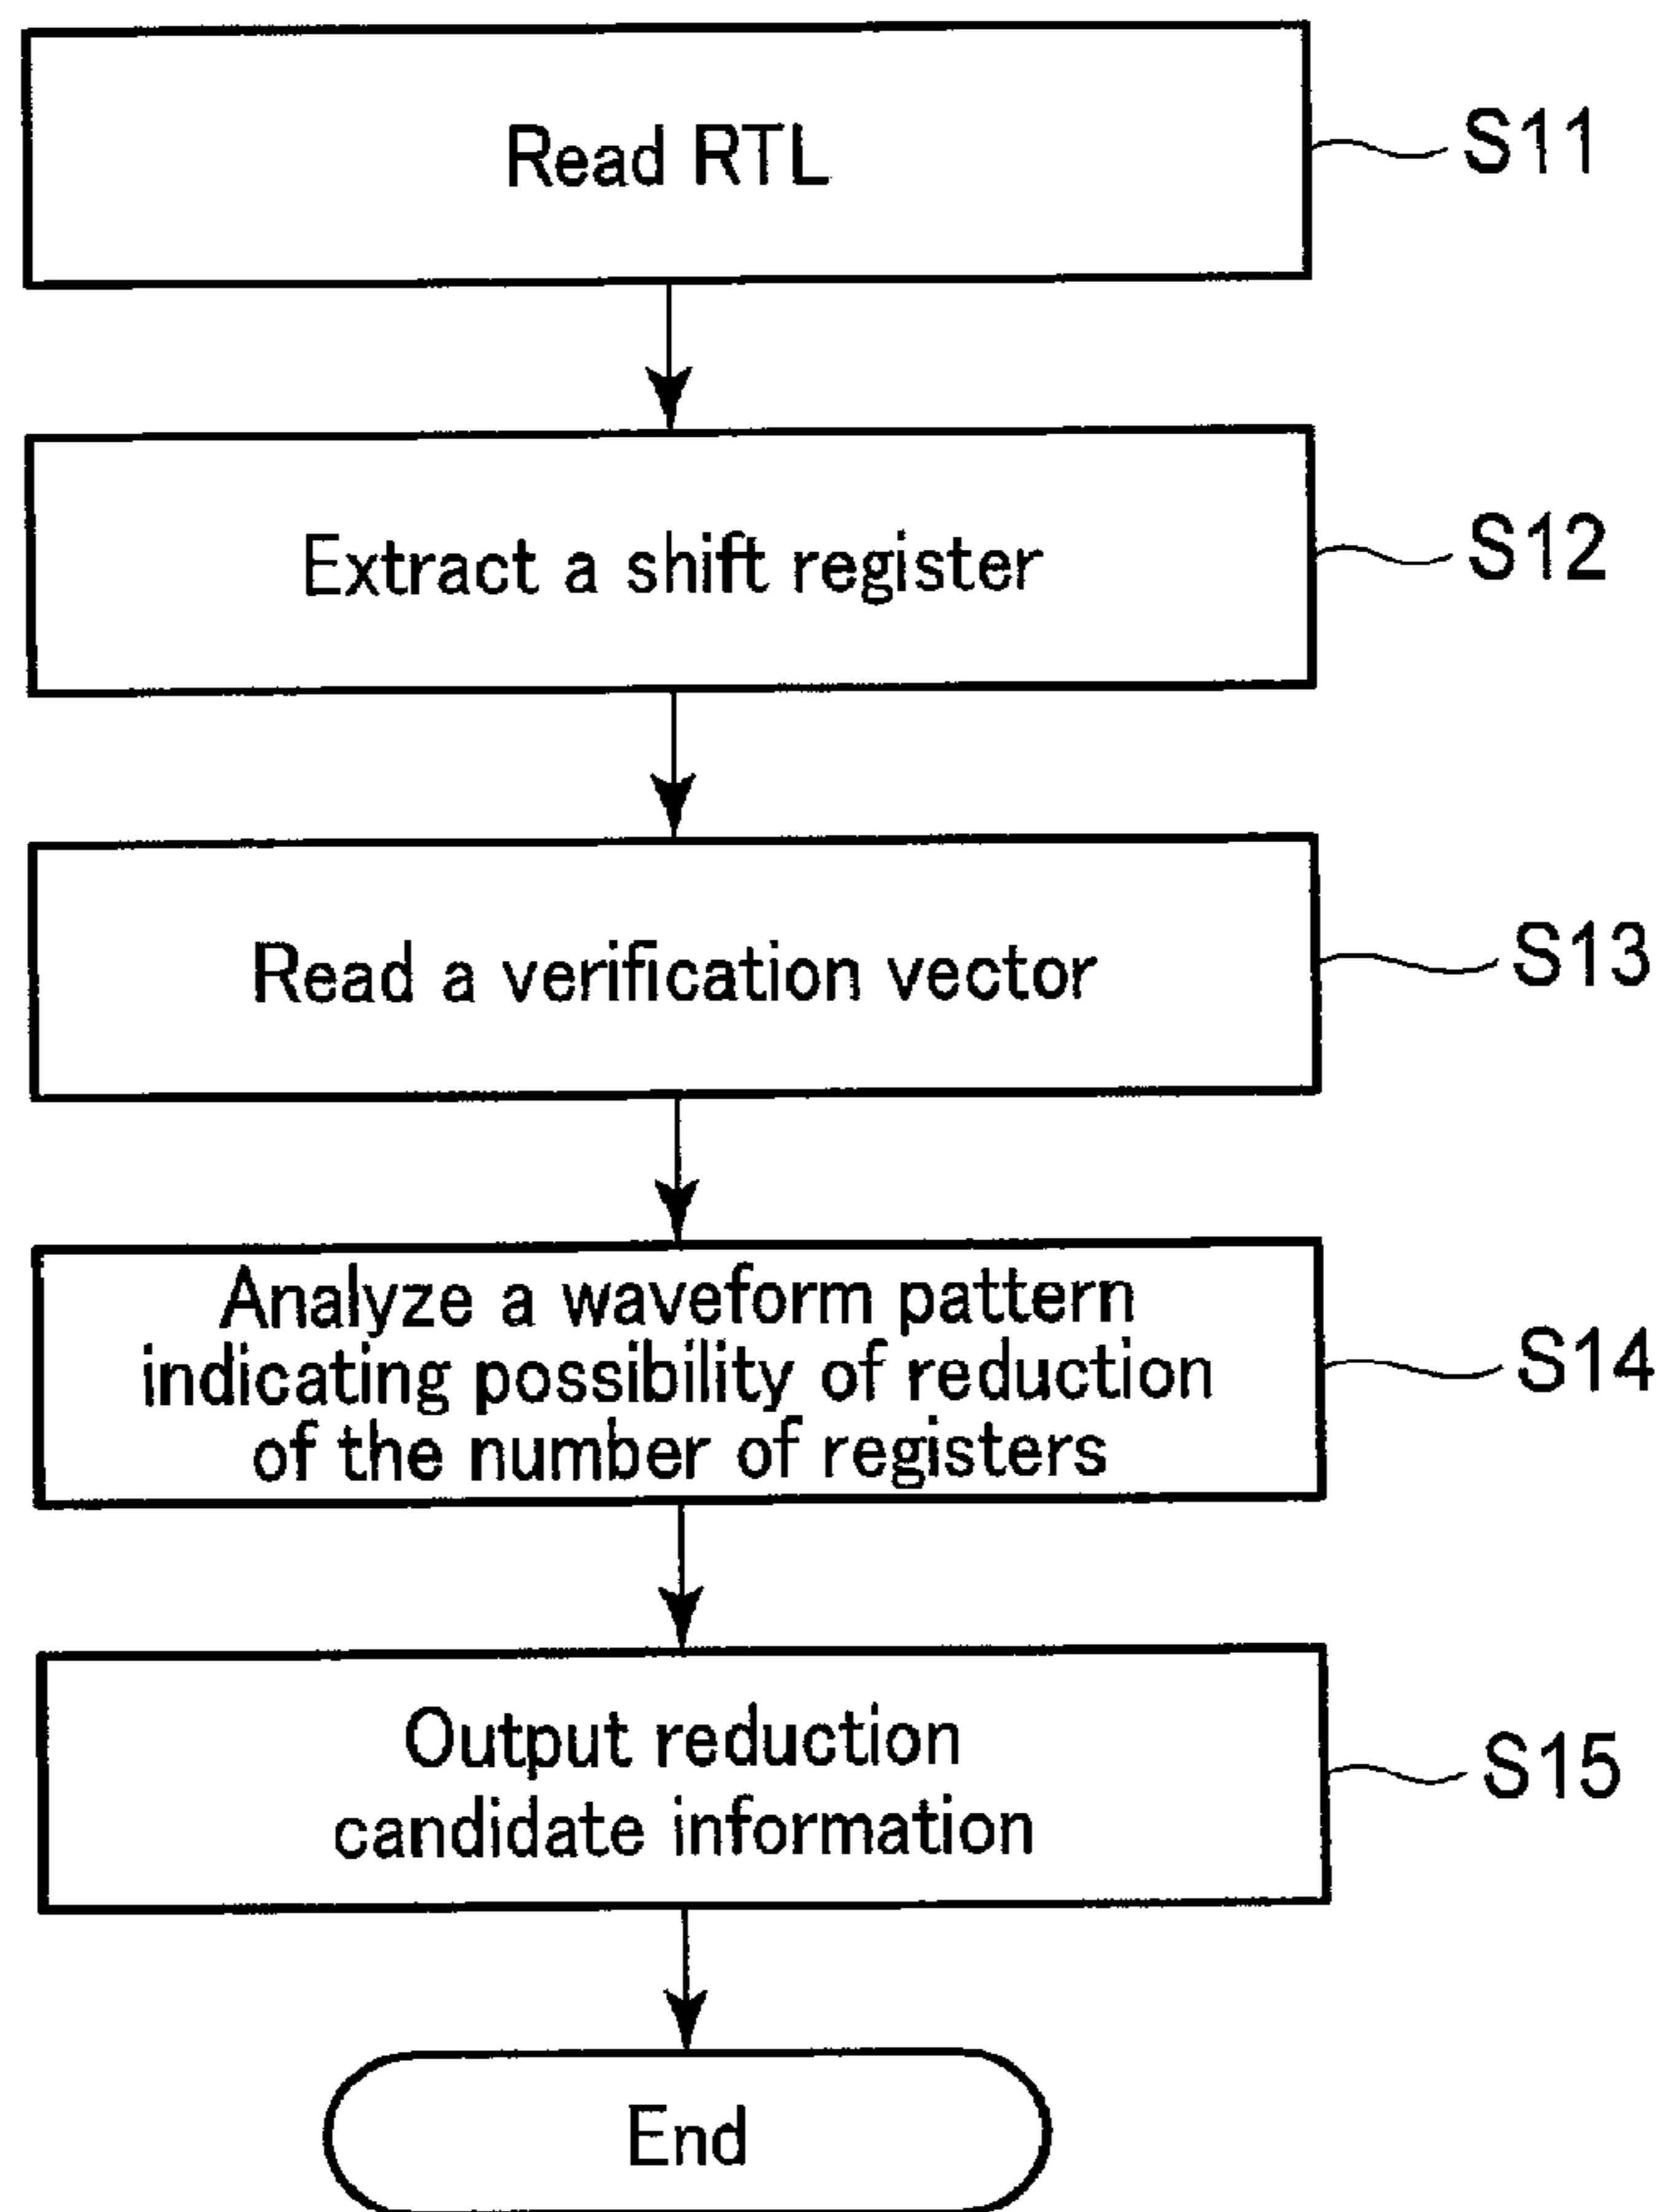 Read RTL
S11
Extract a shift register
S12
Read a verification vector
S13
Analyze a waveform pattern
indicating possibility of reduction
of the number of registers
S14
Output reduction
candidate information
S15
End